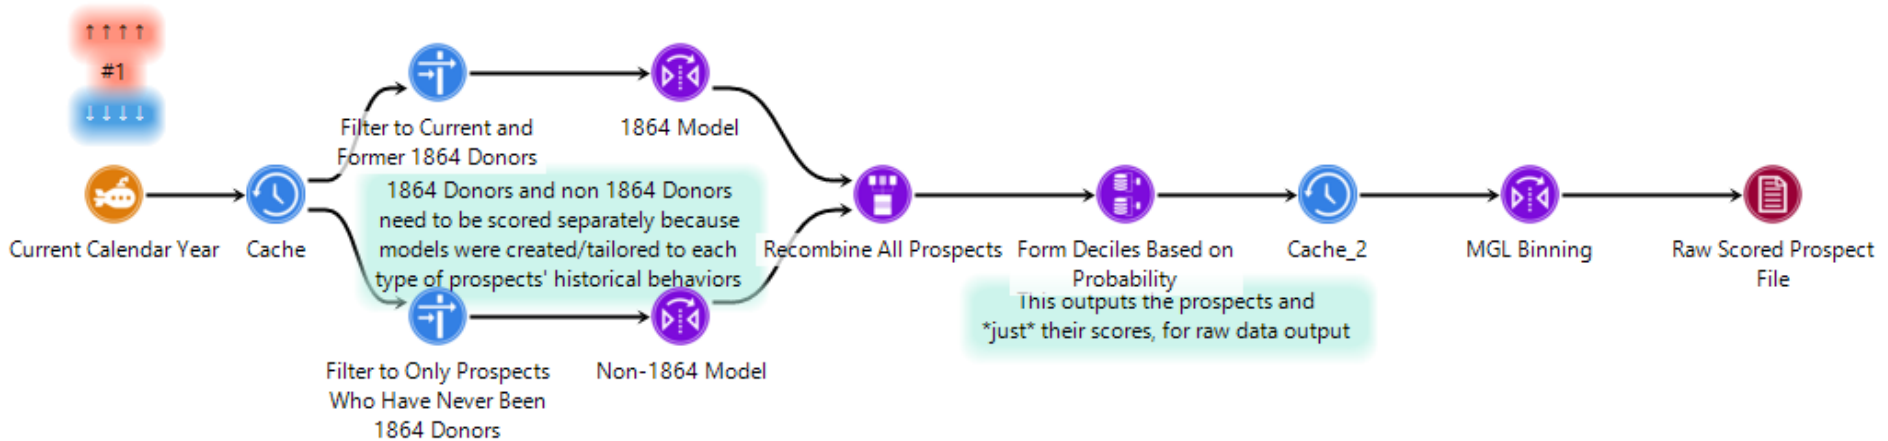 ↑↑↑↑
#1
↓↓↓↓
Current Calendar Year
Cache
Filter to Current and
Former 1864 Donors
1864 Model
1864 Donors and non 1864 Donors
need to be scored separately because
models were created/tailored to each
type of prospects' historical behaviors
Filter to Only Prospects
Who Have Never Been
1864 Donors
Non-1864 Model
Recombine All Prospects
Form Deciles Based on
Probability
This outputs the prospects and
*just* their scores, for raw data output
Cache_2
MGL Binning
Raw Scored Prospect
File